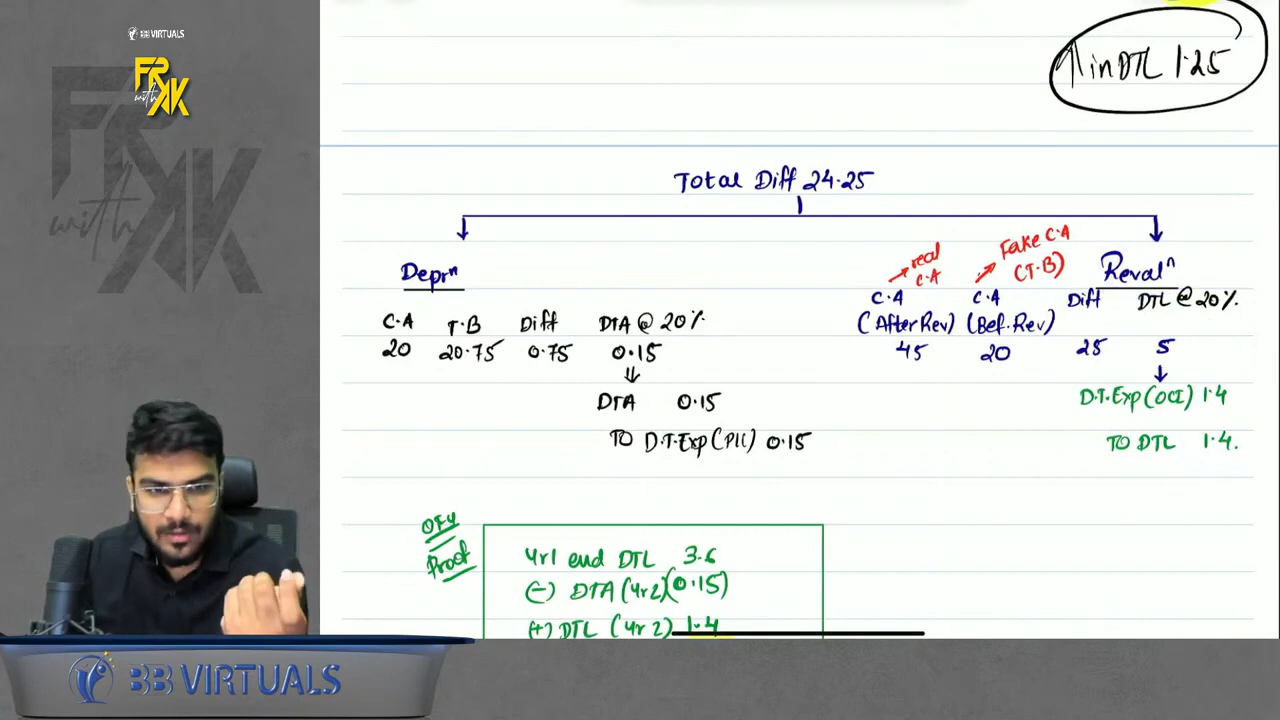 BB VIRTUALS
FR
with
KK
FR
with
KK
↑ in DTL 1.25
Total Diff 24.25
Deprⁿ
C.A T.B Diff DTA @ 20%
20 20.75 0.75 0.15
⇓
DTA 0.15
TO D.T.Exp(P||) 0.15
real C.A
Fake C.A (T.B)
Revalⁿ
C.A (After Rev) C.A (Bef.Rev) Diff DTL @ 20%.
45 20 25 5
D.T.Exp(OCI) 1.4
TO DTL 1.4.
Proof
Yr1 end DTL 3.6
(-) DTA (Yr2) (0.15)
(+) DTL (Yr2) 1.4
BB VIRTUALS